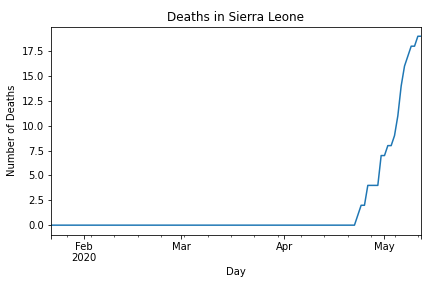 Deaths in Sierra Leone
Number of Deaths
17.5
15.0
12.5
10.0
7.5
5.0
2.5
0.0
Feb
2020
Mar
Apr
May
Day